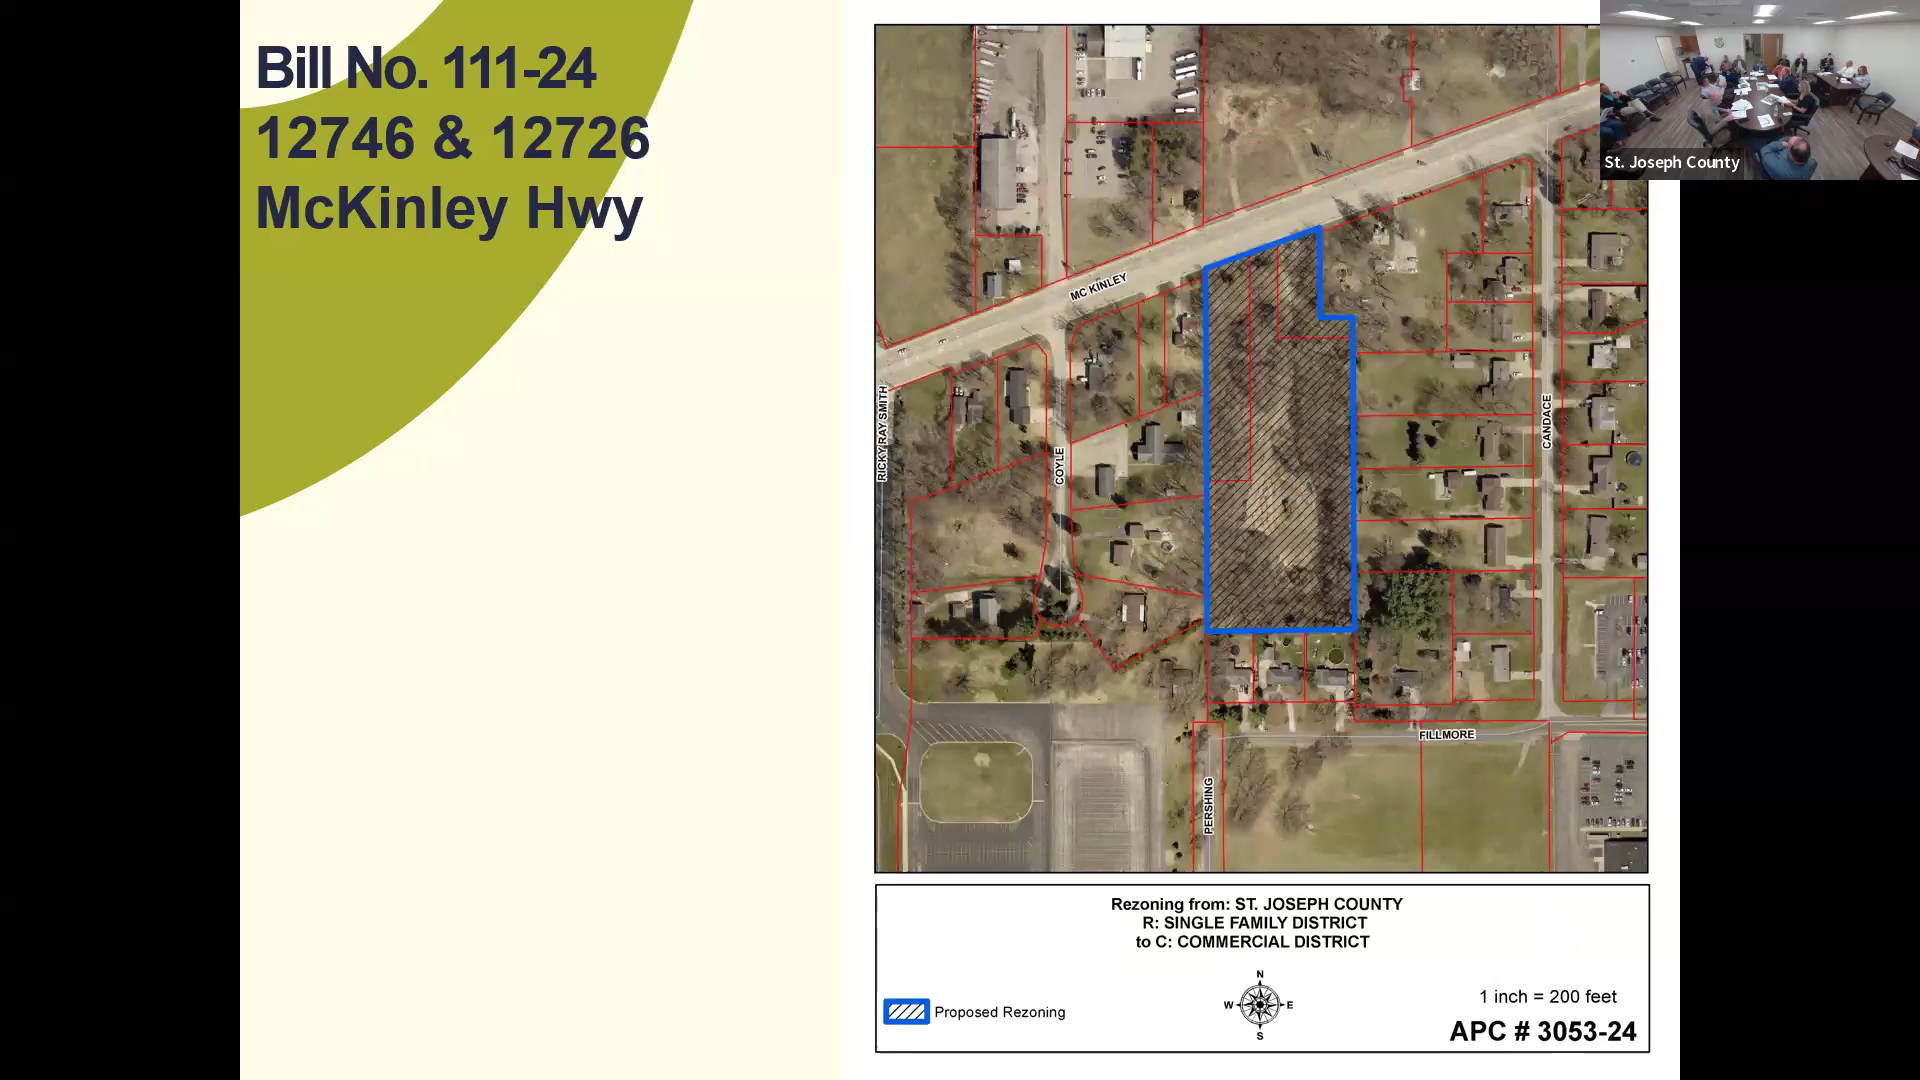 Bill No. 111-24
12746 & 12726
McKinley Hwy
St. Joseph County
MC KINLEY
RICKY RAY SMITH
COYLE
CANDACE
FILLMORE
PERSHING
Rezoning from: ST. JOSEPH COUNTY
R: SINGLE FAMILY DISTRICT
to C: COMMERCIAL DISTRICT
N
W E
S
Proposed Rezoning
1 inch = 200 feet
APC # 3053-24